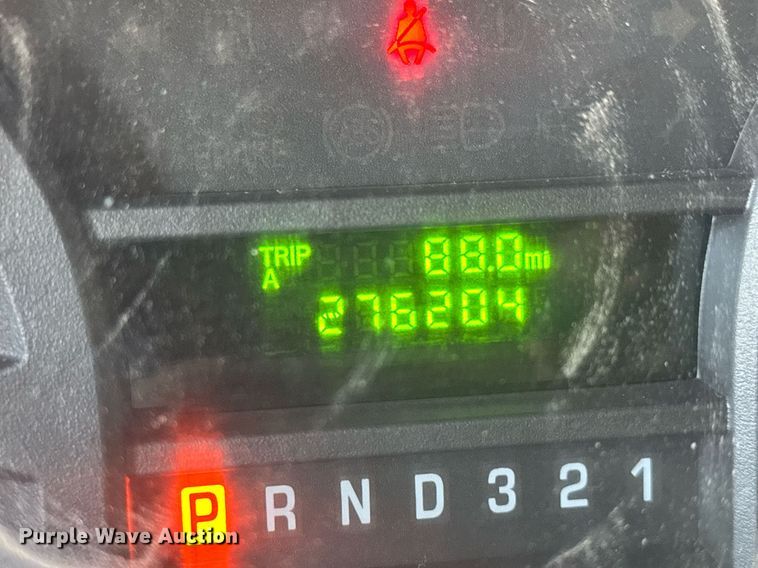 TRIP 88.0 mi
A
276204
P R N D 3 2 1
Purple Wave Auction